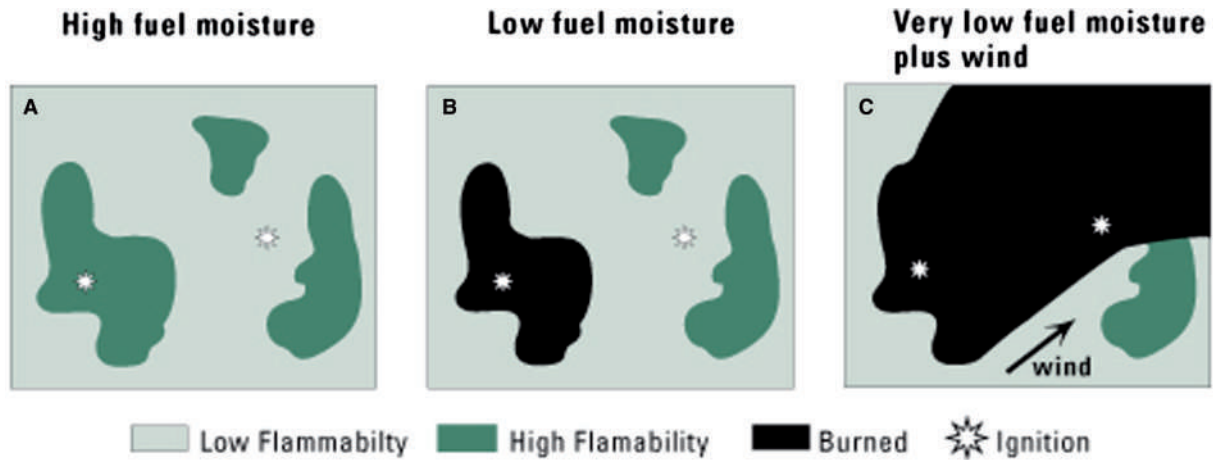 High fuel moisture
Low fuel moisture
Very low fuel moisture
plus wind
A
B
C
wind
Low Flammabilty
High Flamability
Burned
Ignition